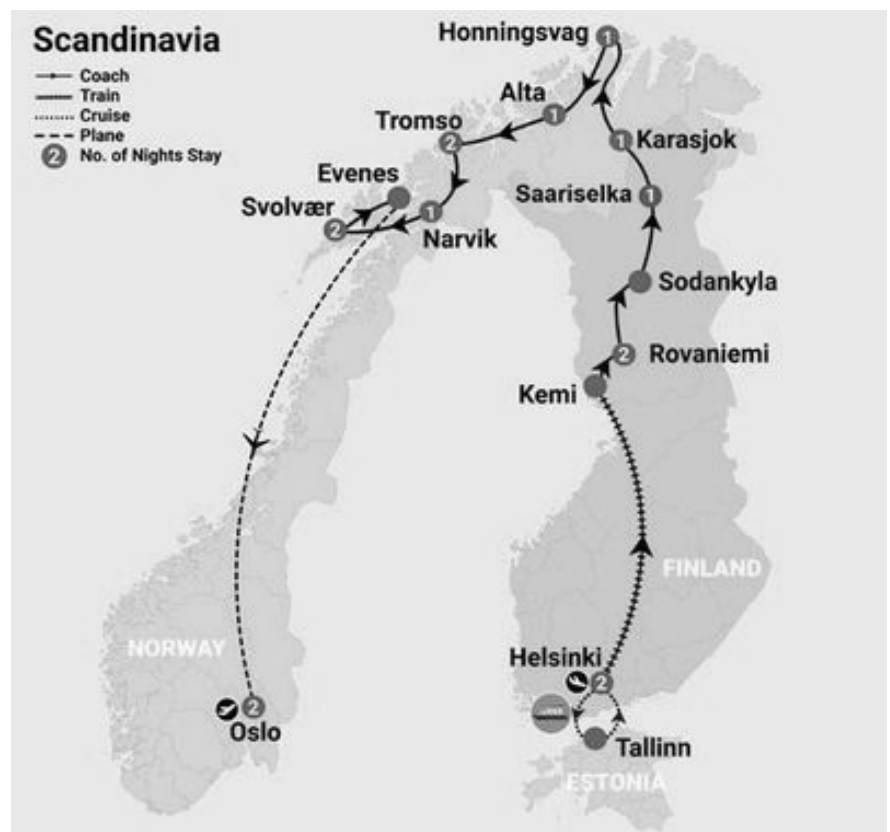 Scandinavia
Coach
Train
Cruise
Plane
2 No. of Nights Stay
Honningsvag
1
Alta
1
Tromso
2
1
Karasjok
Evenes
Saariselka
1
Svolvær
2
1
Narvik
Sodankyla
2
Rovaniemi
Kemi
FINLAND
NORWAY
Helsinki
2
2
Oslo
Tallinn
ESTONIA